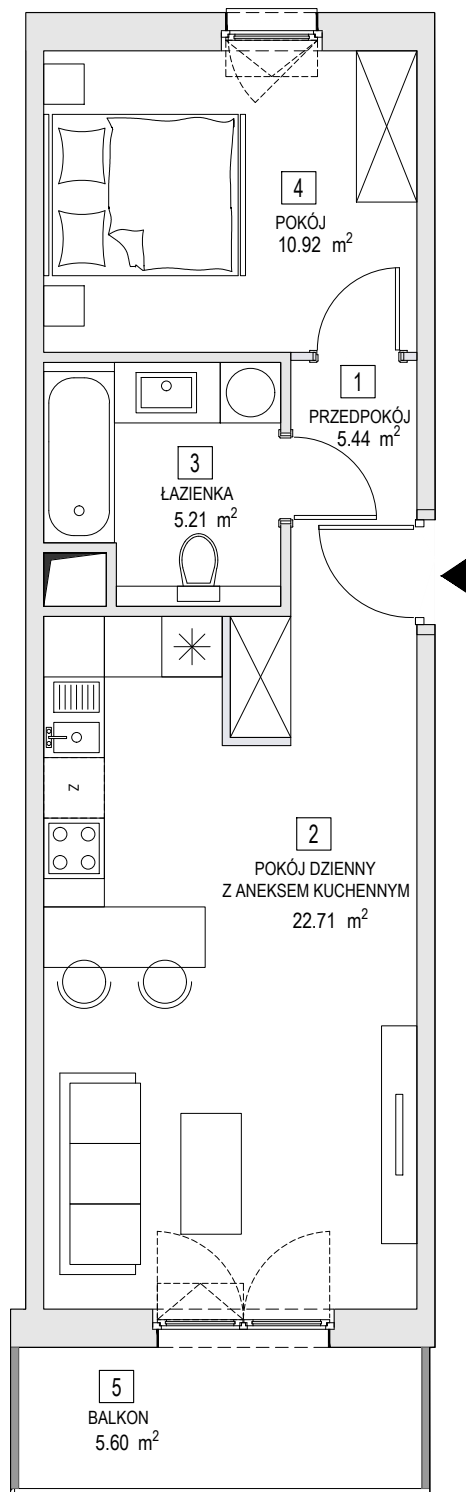 4
POKÓJ
10.92 m²
1
PRZEDPOKÓJ
5.44 m²
3
ŁAZIENKA
5.21 m²
N
2
POKÓJ DZIENNY
Z ANEKSEM KUCHENNYM
22.71 m²
5
BALKON
5.60 m²